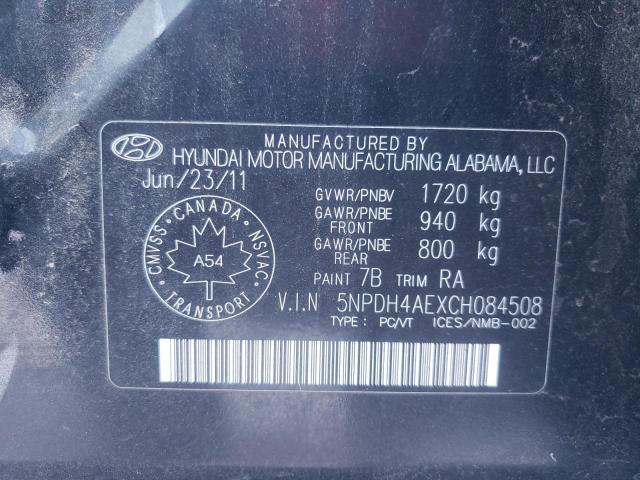 MANUFACTURED BY
HYUNDAI MOTOR MANUFACTURING ALABAMA, LLC
Jun/23/11
GVWR/PNBV 1720 kg
GAWR/PNBE FRONT 940 kg
GAWR/PNBE REAR 800 kg
PAINT 7B TRIM RA
V.I.N 5NPDH4AEXCH084508
TYPE : PC/VT ICES/NMB-002
CANADA
CMVSS NSVAC
A54
TRANSPORT